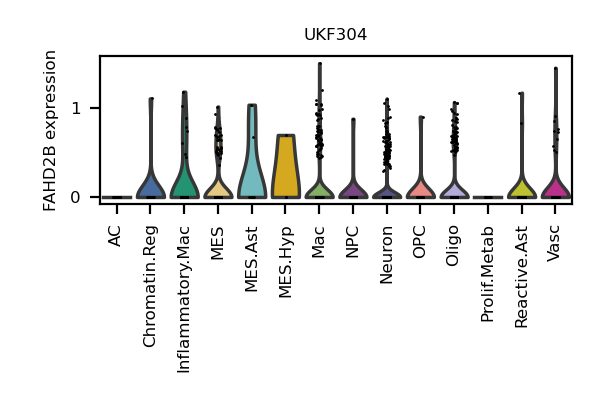 UKF304
FAHD2B expression
1
0
AC
Chromatin.Reg
Inflammatory.Mac
MES
MES.Ast
MES.Hyp
Mac
NPC
Neuron
OPC
Oligo
Prolif.Metab
Reactive.Ast
Vasc